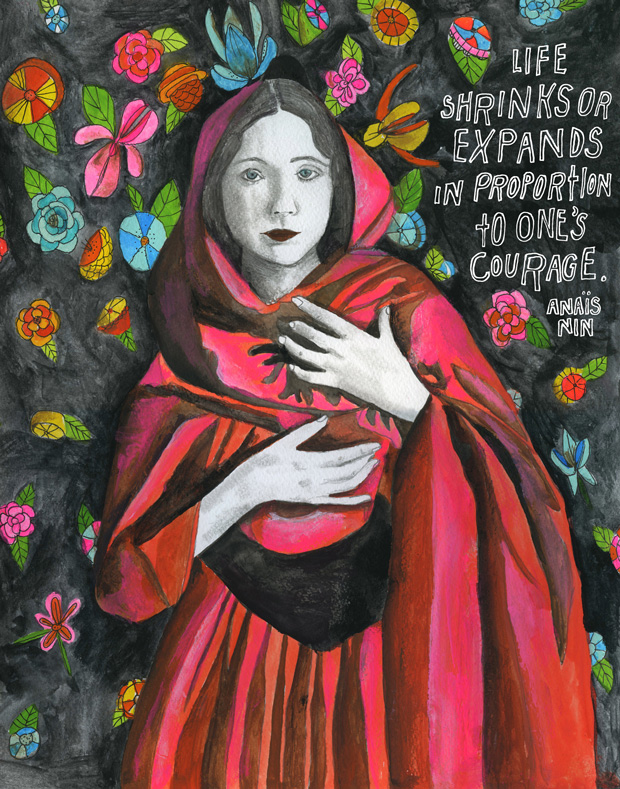 LIFE
SHRINKS OR
EXPANDS
IN PROPORtION
tO ONE'S
COURAGE.
ANAÏS
NIN